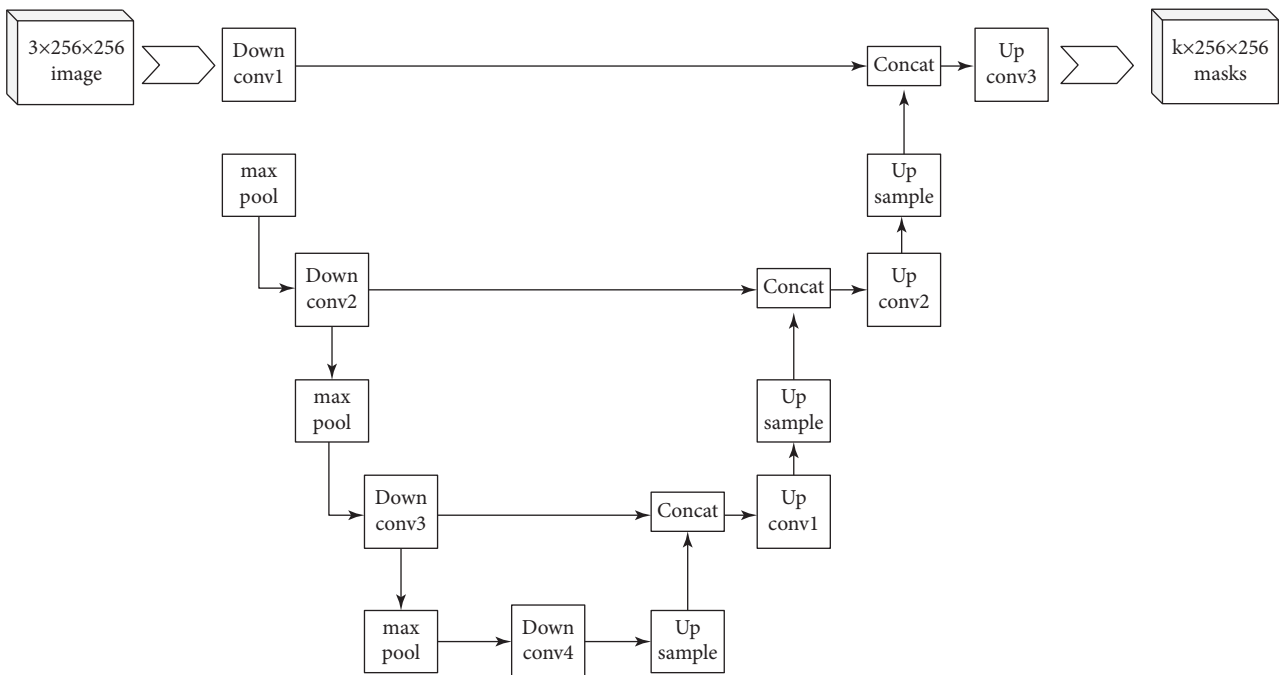 3×256×256
image
Down
conv1
Concat
Up
conv3
k×256×256
masks
max
pool
Up
sample
Down
conv2
Concat
Up
conv2
max
pool
Up
sample
Down
conv3
Concat
Up
conv1
max
pool
Down
conv4
Up
sample